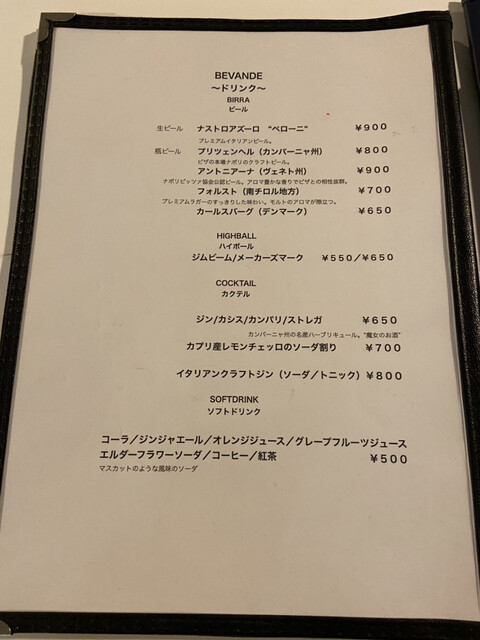 BEVANDE
～ドリンク～
BIRRA
ビール
生ビール ナストロアズーロ “ペローニ” ￥900
プレミアムイタリアンビール。
瓶ビール プリツェンヘル（カンパーニャ州） ￥800
ピザの本場ナポリのクラフトビール。
アントニアーナ（ヴェネト州） ￥900
ナポリピッツァ協会公認ビール。アロマ豊かな香りでピザとの相性抜群。
フォルスト（南チロル地方） ￥700
プレミアムラガーのすっきりした味わい。モルトのアロマが際立つ。
カールスバーグ（デンマーク） ￥650
HIGHBALL
ハイボール
ジムビーム/メーカーズマーク ￥550/￥650
COCKTAIL
カクテル
ジン/カシス/カンパリ/ストレガ ￥650
カンパーニャ州の名産ハーブリキュール。“魔女のお酒”
カプリ産レモンチェッロのソーダ割り ￥700
イタリアンクラフトジン（ソーダ／トニック）￥800
SOFTDRINK
ソフトドリンク
コーラ／ジンジャエール／オレンジジュース／グレープフルーツジュース
エルダーフラワーソーダ／コーヒー／紅茶 ￥500
マスカットのような風味のソーダ